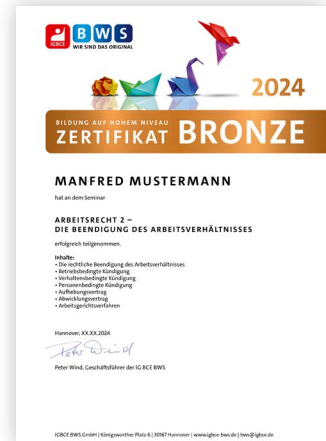 IGBCE BWS
WIR SIND DAS ORIGINAL
2024
BILDUNG AUF HOHEM NIVEAU
ZERTIFIKAT BRONZE
MANFRED MUSTERMANN
hat an dem Seminar
ARBEITSRECHT 2 –
DIE BEENDIGUNG DES ARBEITSVERHÄLTNISSES
erfolgreich teilgenommen.
Inhalte:
• Die rechtliche Beendigung des Arbeitsverhältnisses
• Betriebsbedingte Kündigung
• Verhaltensbedingte Kündigung
• Personenbedingte Kündigung
• Aufhebungsvertrag
• Abwicklungsvertrag
• Arbeitsgerichtsverfahren
Hannover, XX.XX.2024
Peter Wind
Peter Wind, Geschäftsführer der IG BCE BWS
IGBCE BWS GmbH | Königsworther Platz 6 | 30167 Hannover | www.igbce-bws.de | bws@igbce.de